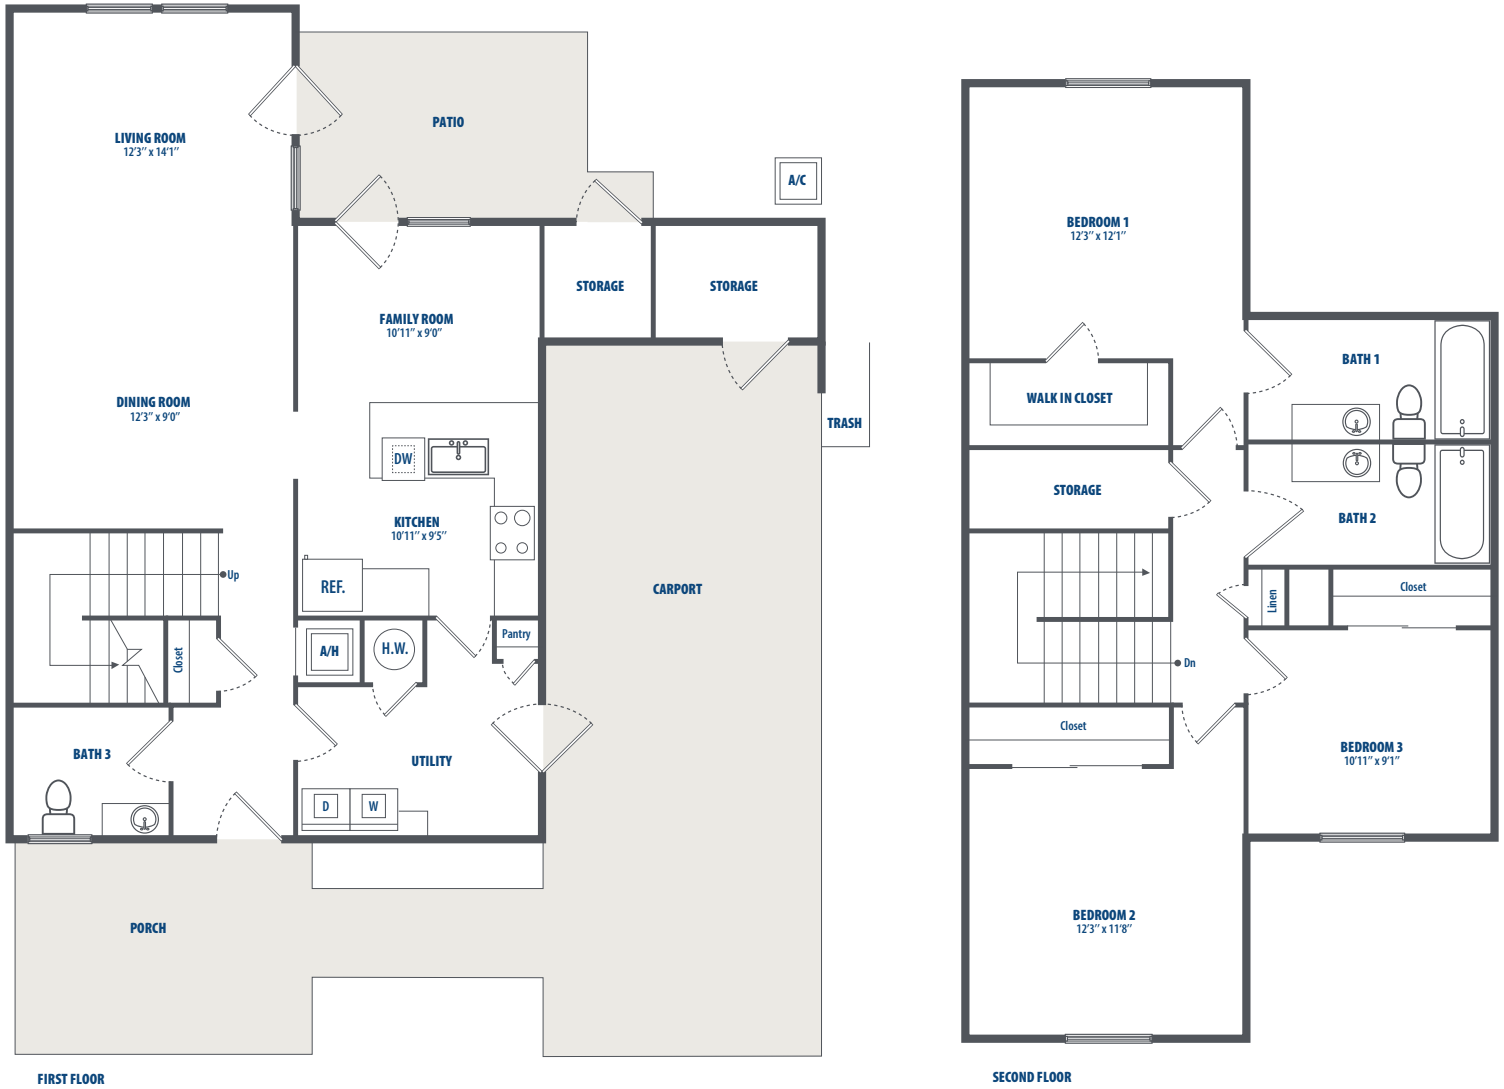 LIVING ROOM
12'3" x 14'1"
PATIO
A/C
STORAGE
STORAGE
FAMILY ROOM
10'11" x 9'0"
DINING ROOM
12'3" x 9'0"
TRASH
DW
KITCHEN
10'11" x 9'5"
Up
REF.
CARPORT
Pantry
A/H
H.W.
Closet
BATH 3
UTILITY
D
W
PORCH
FIRST FLOOR
BEDROOM 1
12'3" x 12'1"
BATH 1
WALK IN CLOSET
STORAGE
BATH 2
Linen
Closet
Dn
Closet
BEDROOM 3
10'11" x 9'1"
BEDROOM 2
12'3" x 11'8"
SECOND FLOOR